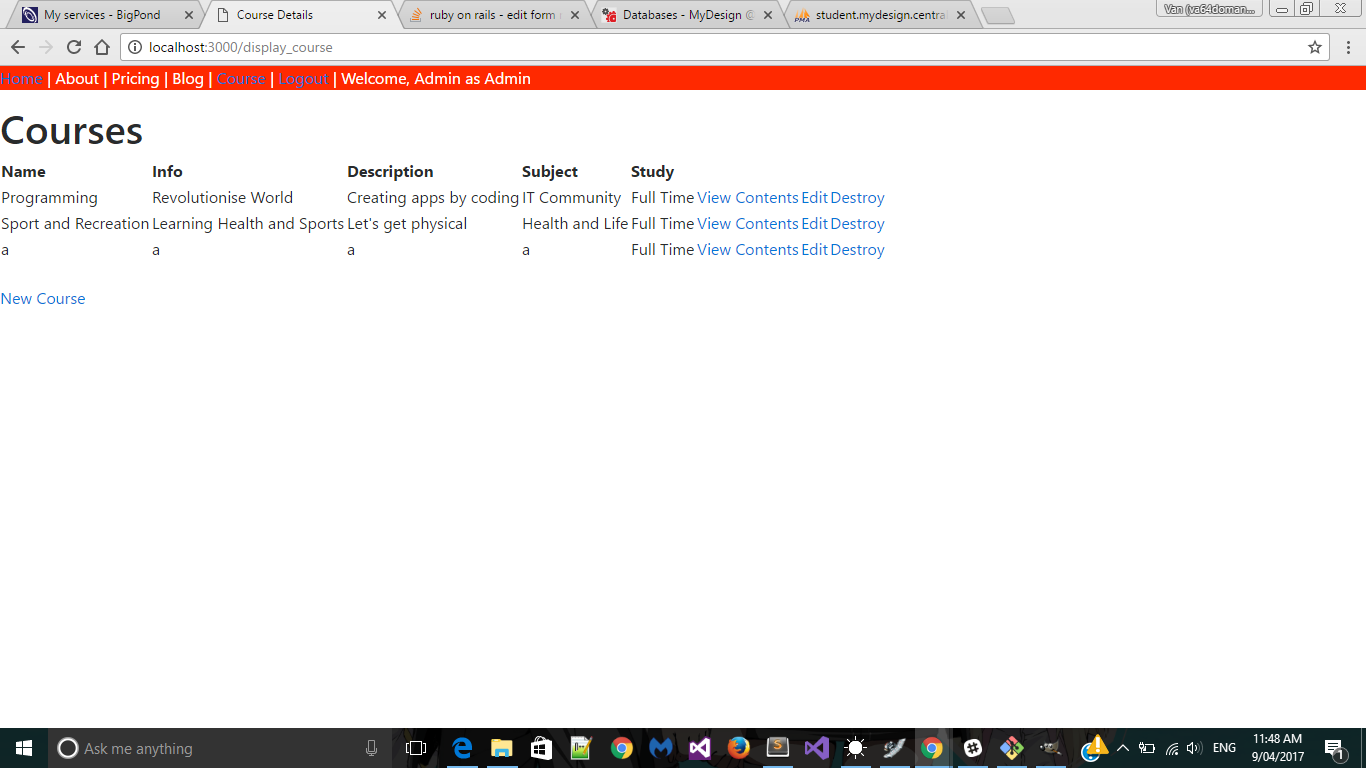 My services - BigPond
Course Details
ruby on rails - edit form
Databases - MyDesign @
student.mydesign.central
Van (va64doman...
localhost:3000/display_course
Home | About | Pricing | Blog | Course | Logout | Welcome, Admin as Admin
Courses
Name Info Description Subject Study
Programming Revolutionise World Creating apps by coding IT Community Full Time View Contents Edit Destroy
Sport and Recreation Learning Health and Sports Let's get physical Health and Life Full Time View Contents Edit Destroy
a a a a Full Time View Contents Edit Destroy
New Course
Ask me anything
ENG
11:48 AM
9/04/2017
1